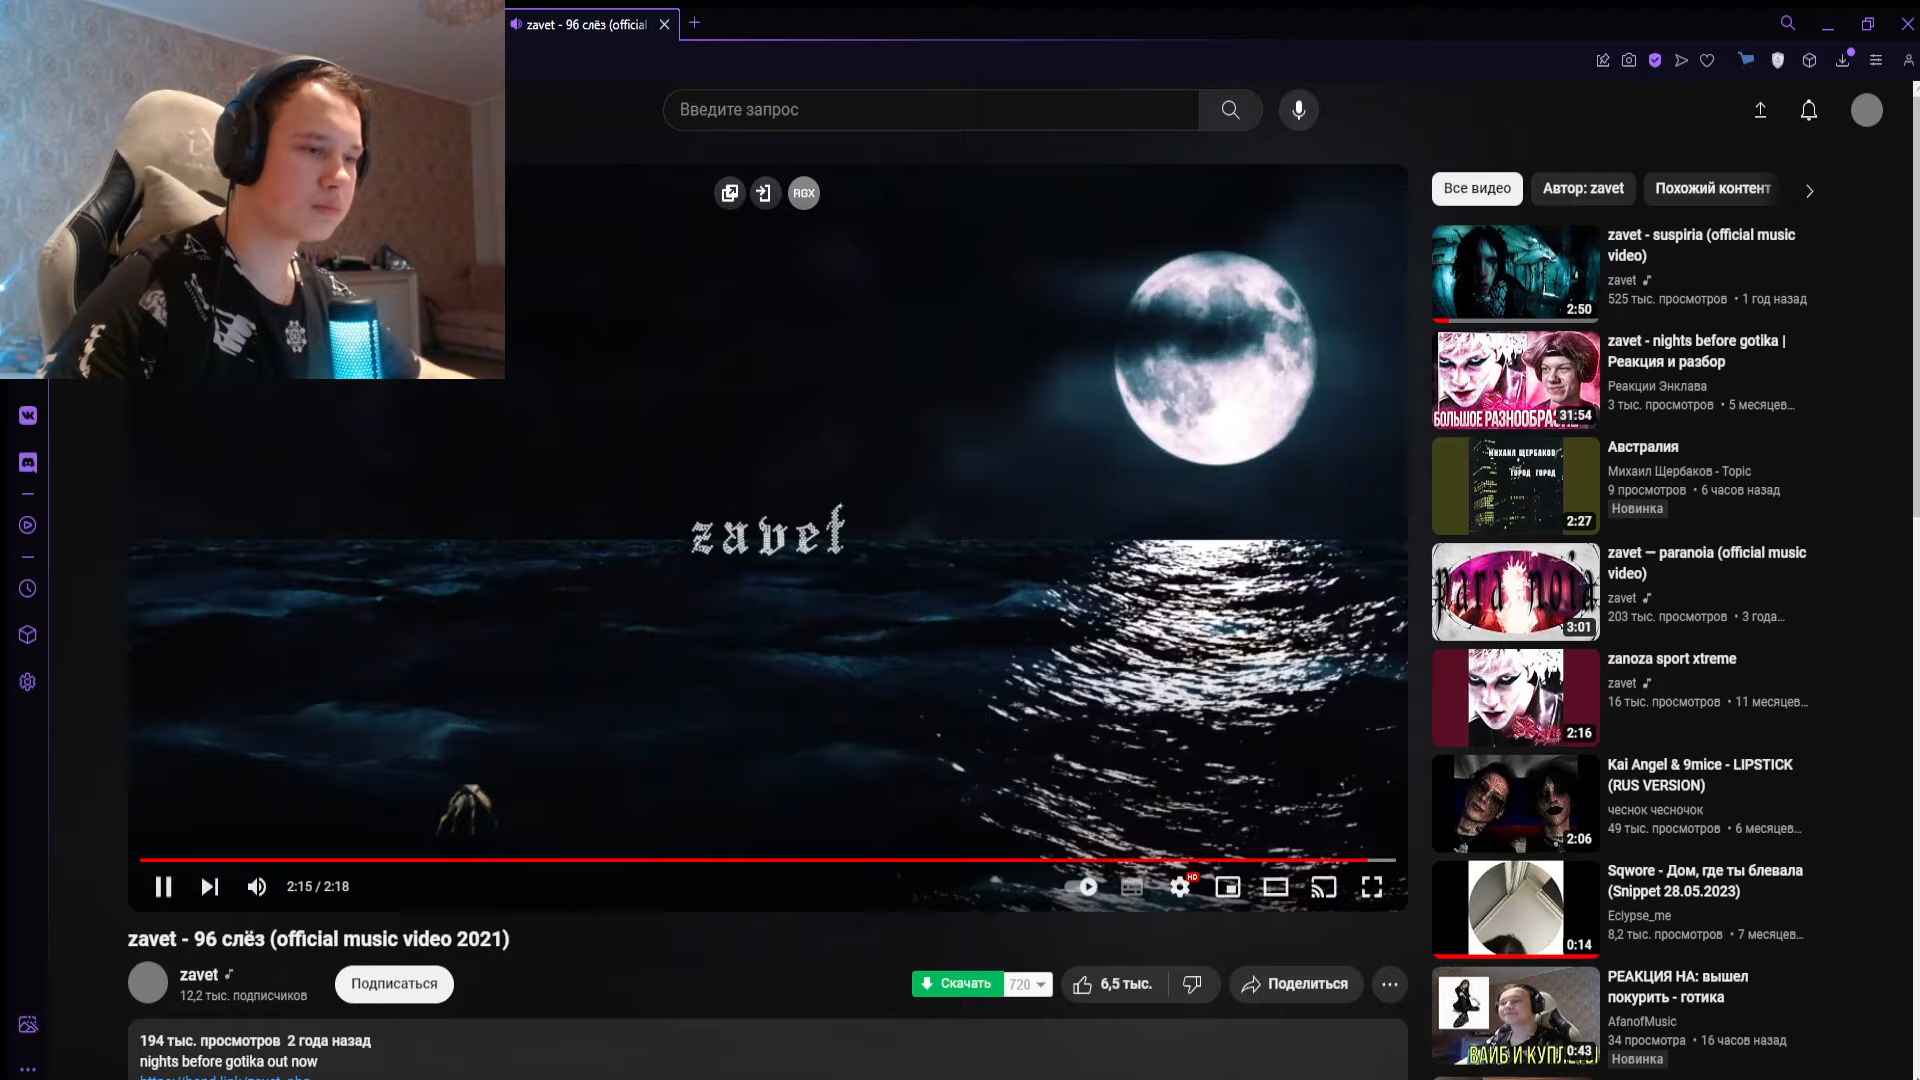 zavet - 96 слёз (official
Введите запрос
RGX
zavet
2:15 / 2:18
HD
zavet - 96 слёз (official music video 2021)
zavet
12,2 тыс. подписчиков
Подписаться
Скачать
720
6,5 тыс.
Поделиться
194 тыс. просмотров 2 года назад
nights before gotika out now
Все видео
Автор: zavet
Похожий контент
zavet - suspiria (official music
video)
zavet
525 тыс. просмотров • 1 год назад
2:50
zavet - nights before gotika |
Реакция и разбор
Реакции Энклава
3 тыс. просмотров • 5 месяцев…
31:54
Австралия
Михаил Щербаков - Topic
9 просмотров • 6 часов назад
Новинка
МИХАИЛ ЩЕРБАКОВ
ГОРОД ГОРОД
2:27
zavet — paranoia (official music
video)
zavet
203 тыс. просмотров • 3 года…
para noia
3:01
zanoza sport xtreme
zavet
16 тыс. просмотров • 11 месяцев…
2:16
Kai Angel & 9mice - LIPSTICK
(RUS VERSION)
чеснок чесночок
49 тыс. просмотров • 6 месяцев…
2:06
Sqwore - Дом, где ты блевала
(Snippet 28.05.2023)
Eclypse_me
8,2 тыс. просмотров • 7 месяцев…
0:14
РЕАКЦИЯ НА: вышел
покурить - готика
AfanofMusic
34 просмотра • 16 часов назад
Новинка
0:43